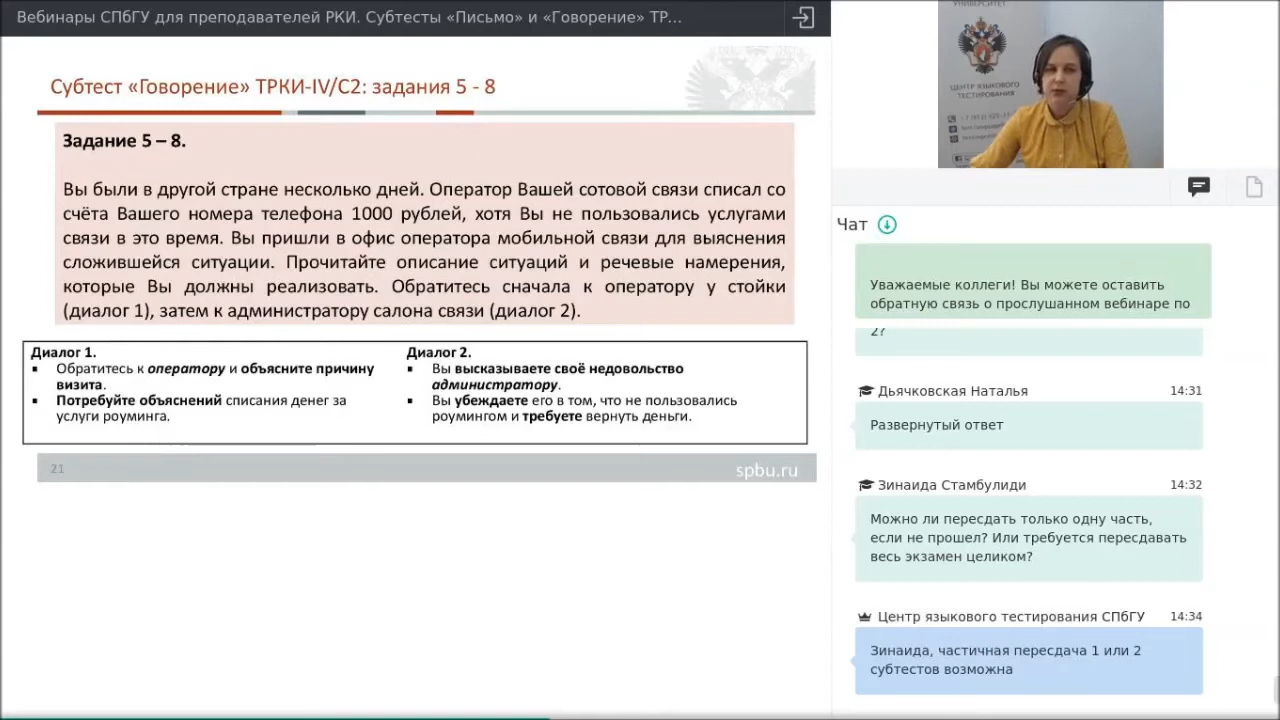 Вебинары СПбГУ для преподавателей РКИ. Субтесты «Письмо» и «Говорение» ТР...
Субтест «Говорение» ТРКИ-IV/С2: задания 5 - 8
Задание 5 – 8.
Вы были в другой стране несколько дней. Оператор Вашей сотовой связи списал со
счёта Вашего номера телефона 1000 рублей, хотя Вы не пользовались услугами
связи в это время. Вы пришли в офис оператора мобильной связи для выяснения
сложившейся ситуации. Прочитайте описание ситуаций и речевые намерения,
которые Вы должны реализовать. Обратитесь сначала к оператору у стойки
(диалог 1), затем к администратору салона связи (диалог 2).
Диалог 1.
▪ Обратитесь к оператору и объясните причину
визита.
▪ Потребуйте объяснений списания денег за
услуги роуминга.
Диалог 2.
▪ Вы высказываете своё недовольство
администратору.
▪ Вы убеждаете его в том, что не пользовались
роумингом и требуете вернуть деньги.
21
spbu.ru
УНИВЕРСИТЕТ
ЦЕНТР ЯЗЫКОВОГО
ТЕСТИРОВАНИЯ
Чат
Уважаемые коллеги! Вы можете оставить
обратную связь о прослушанном вебинаре по
2?
Дьячковская Наталья 14:31
Развернутый ответ
Зинаида Стамбулиди 14:32
Можно ли пересдать только одну часть,
если не прошел? Или требуется пересдавать
весь экзамен целиком?
Центр языкового тестирования СПбГУ 14:34
Зинаида, частичная пересдача 1 или 2
субтестов возможна